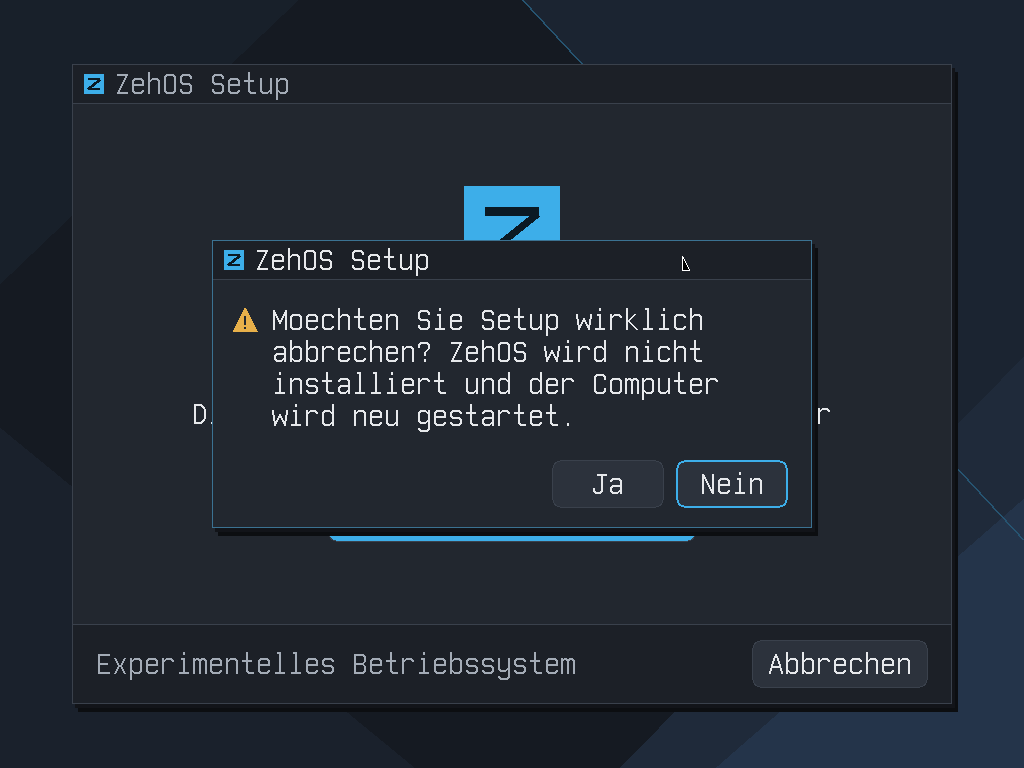 ZehOS Setup
ZehOS Setup
Moechten Sie Setup wirklich
abbrechen? ZehOS wird nicht
installiert und der Computer
wird neu gestartet.
Ja Nein
Experimentelles Betriebssystem
Abbrechen